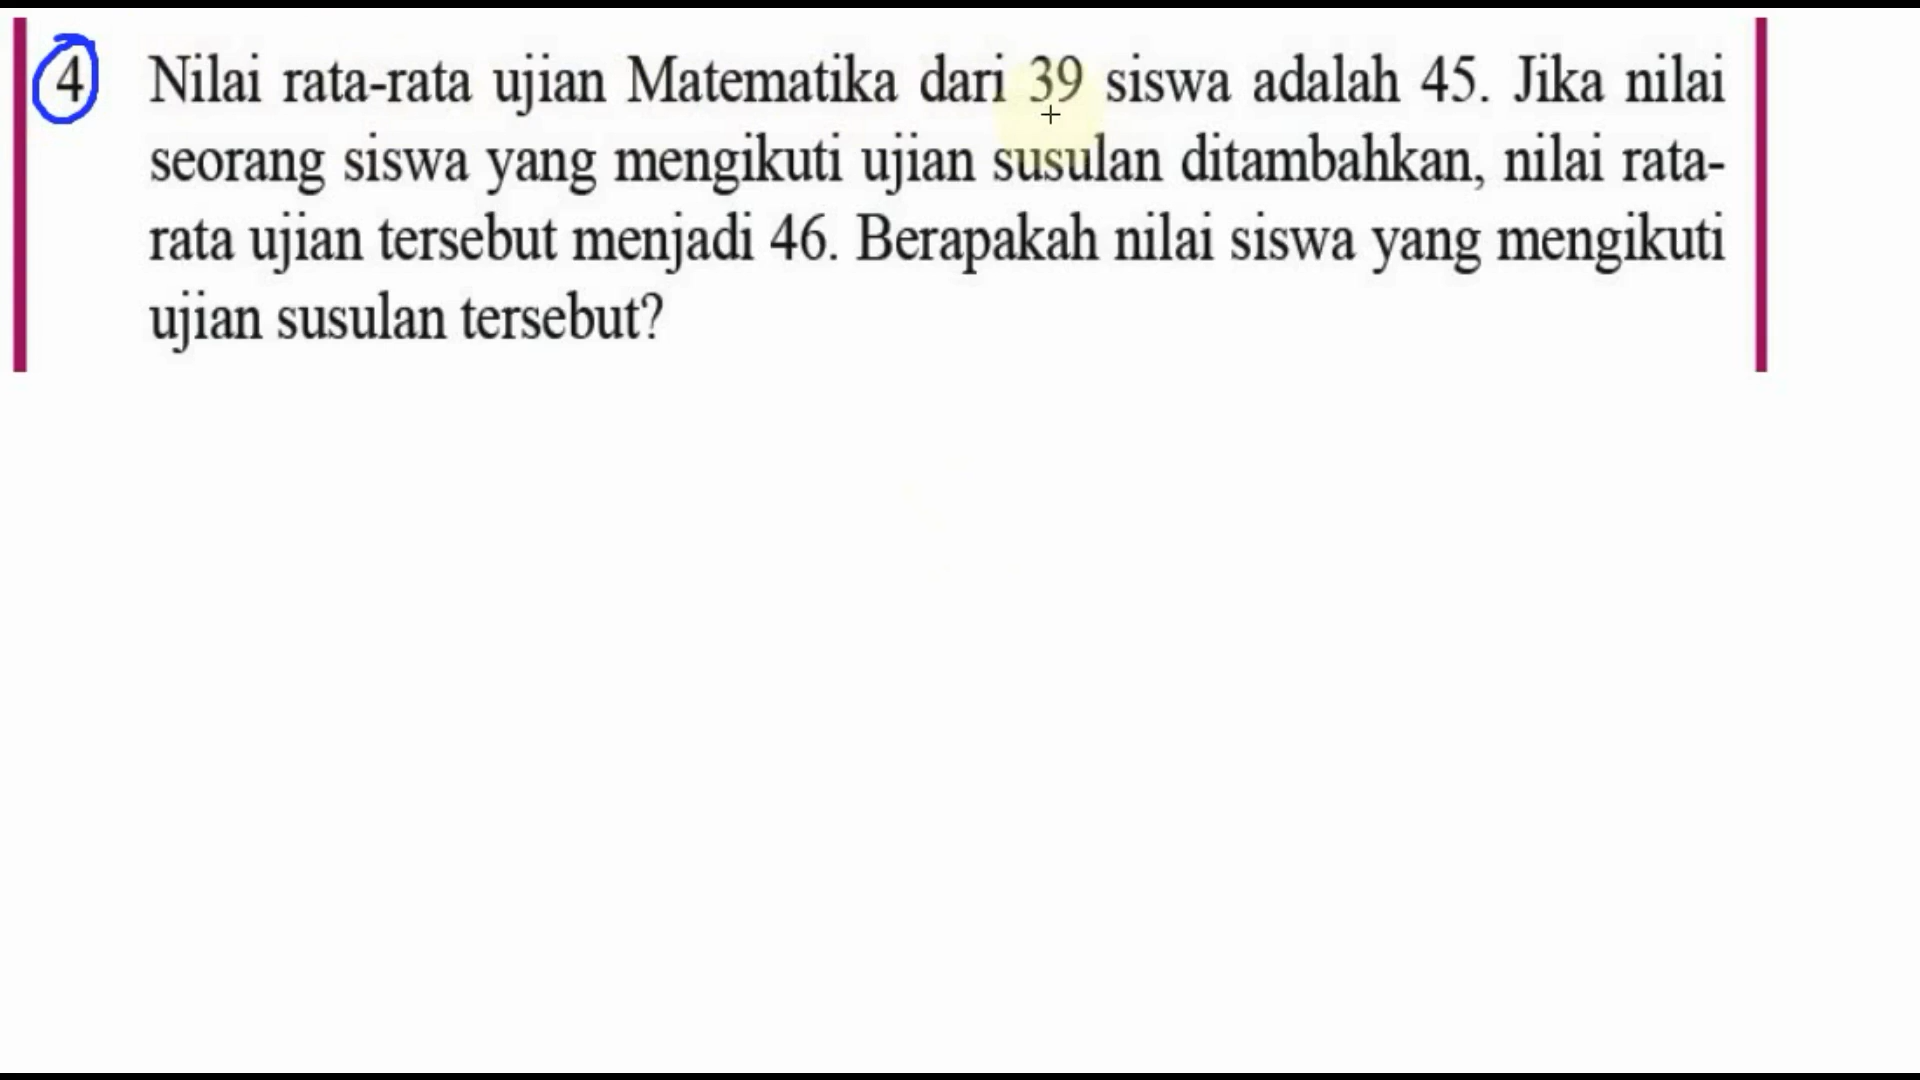 4 Nilai rata-rata ujian Matematika dari 39 siswa adalah 45. Jika nilai
seorang siswa yang mengikuti ujian susulan ditambahkan, nilai rata-
rata ujian tersebut menjadi 46. Berapakah nilai siswa yang mengikuti
ujian susulan tersebut?